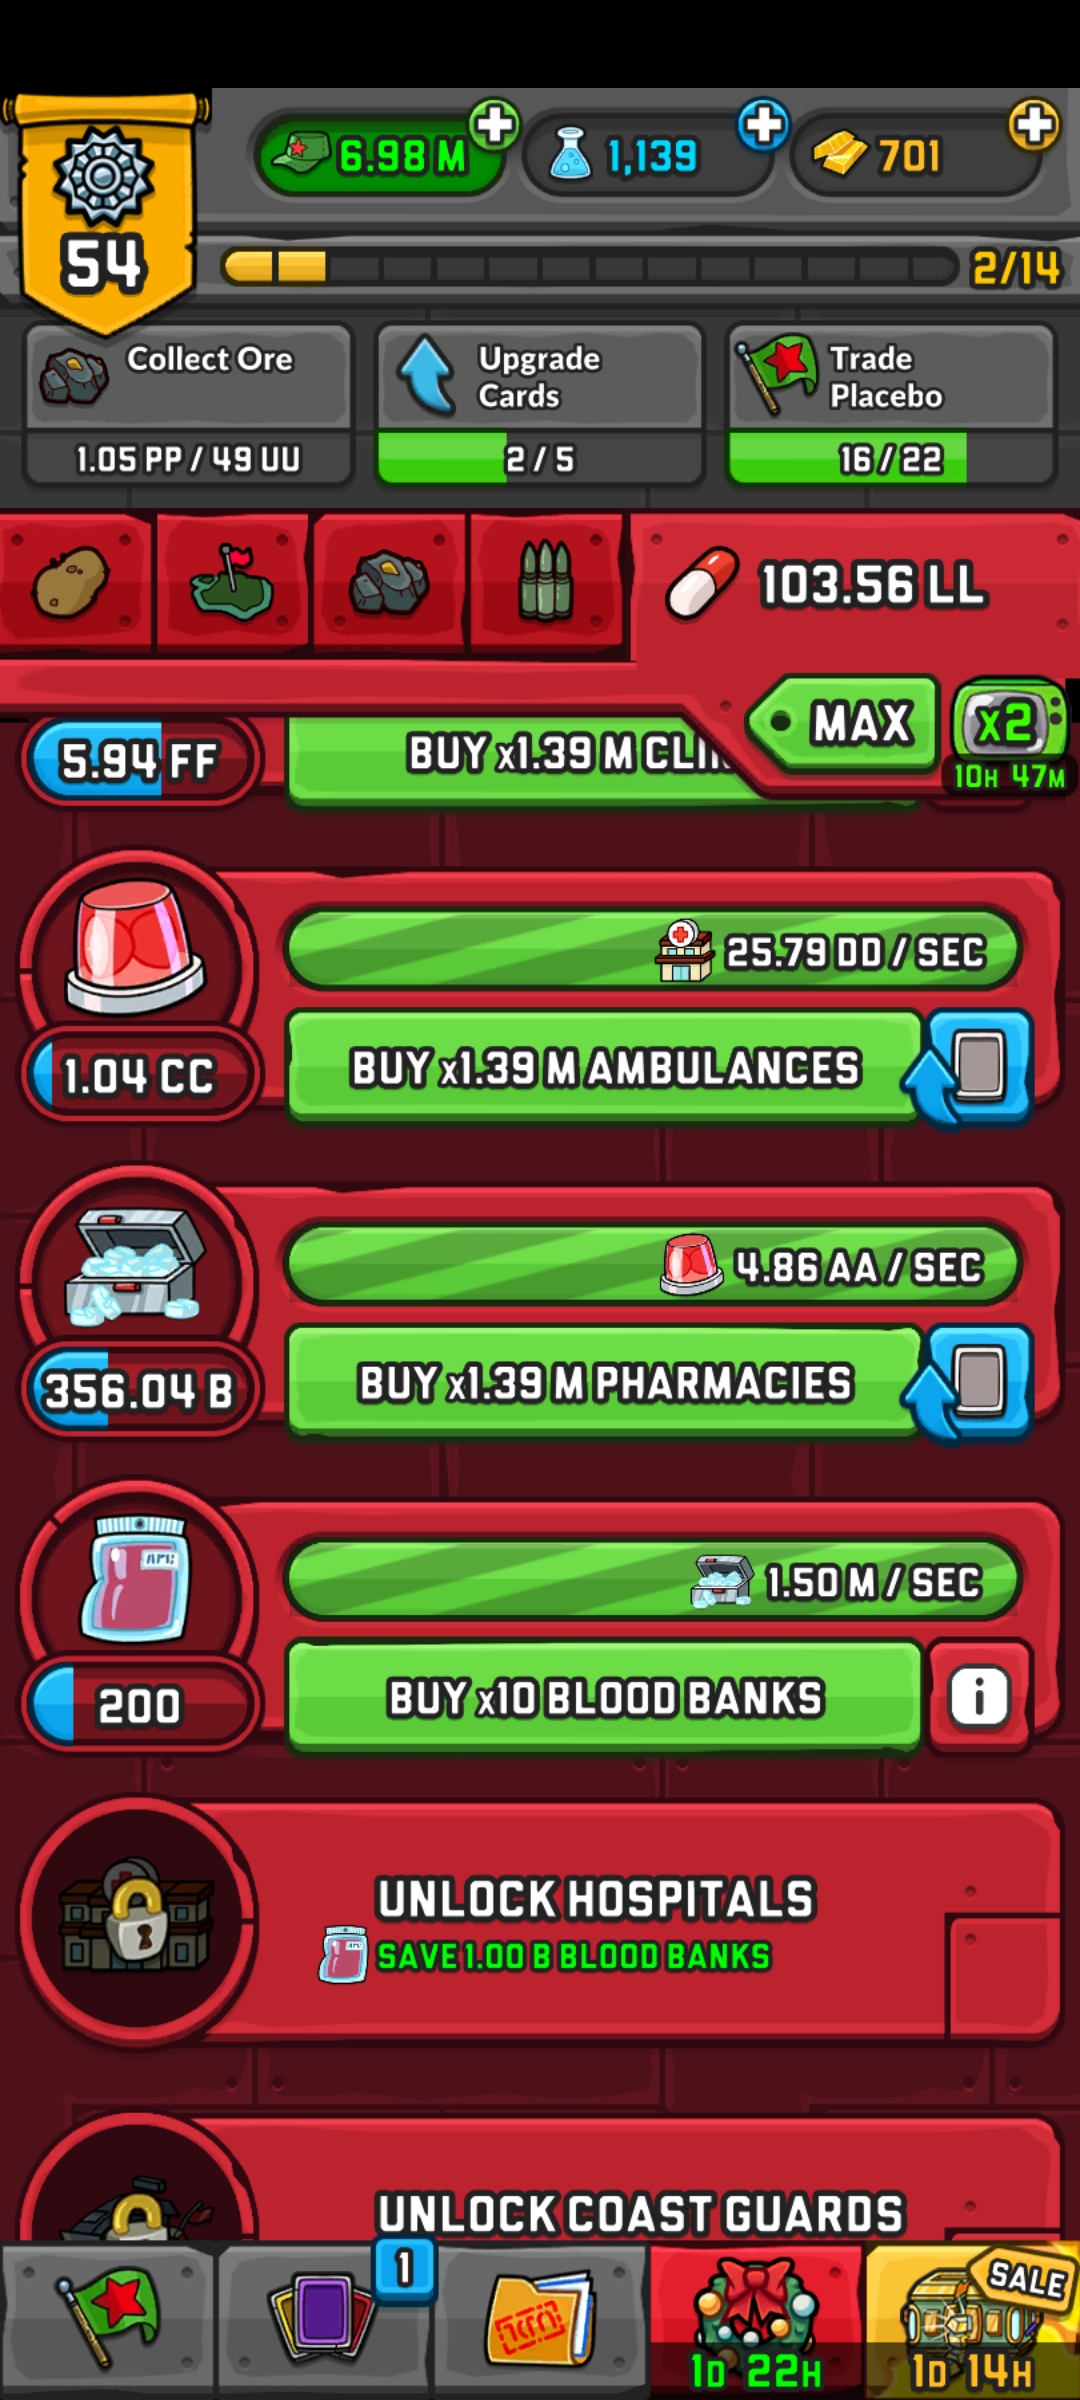 6.98 M
1,139
701
54
2/14
Collect Ore
1.05 PP / 49 UU
Upgrade
Cards
2 / 5
Trade
Placebo
16 / 22
103.56 LL
MAX
x2
10H 47M
5.94 FF
BUY x1.39 M
25.79 DD / SEC
1.04 CC
BUY x1.39 M AMBULANCES
4.86 AA / SEC
356.04 B
BUY x1.39 M PHARMACIES
1.50 M / SEC
200
BUY x10 BLOOD BANKS
i
UNLOCK HOSPITALS
SAVE 1.00 B BLOOD BANKS
UNLOCK COAST GUARDS
1
SALE
1D 22H
1D 14H